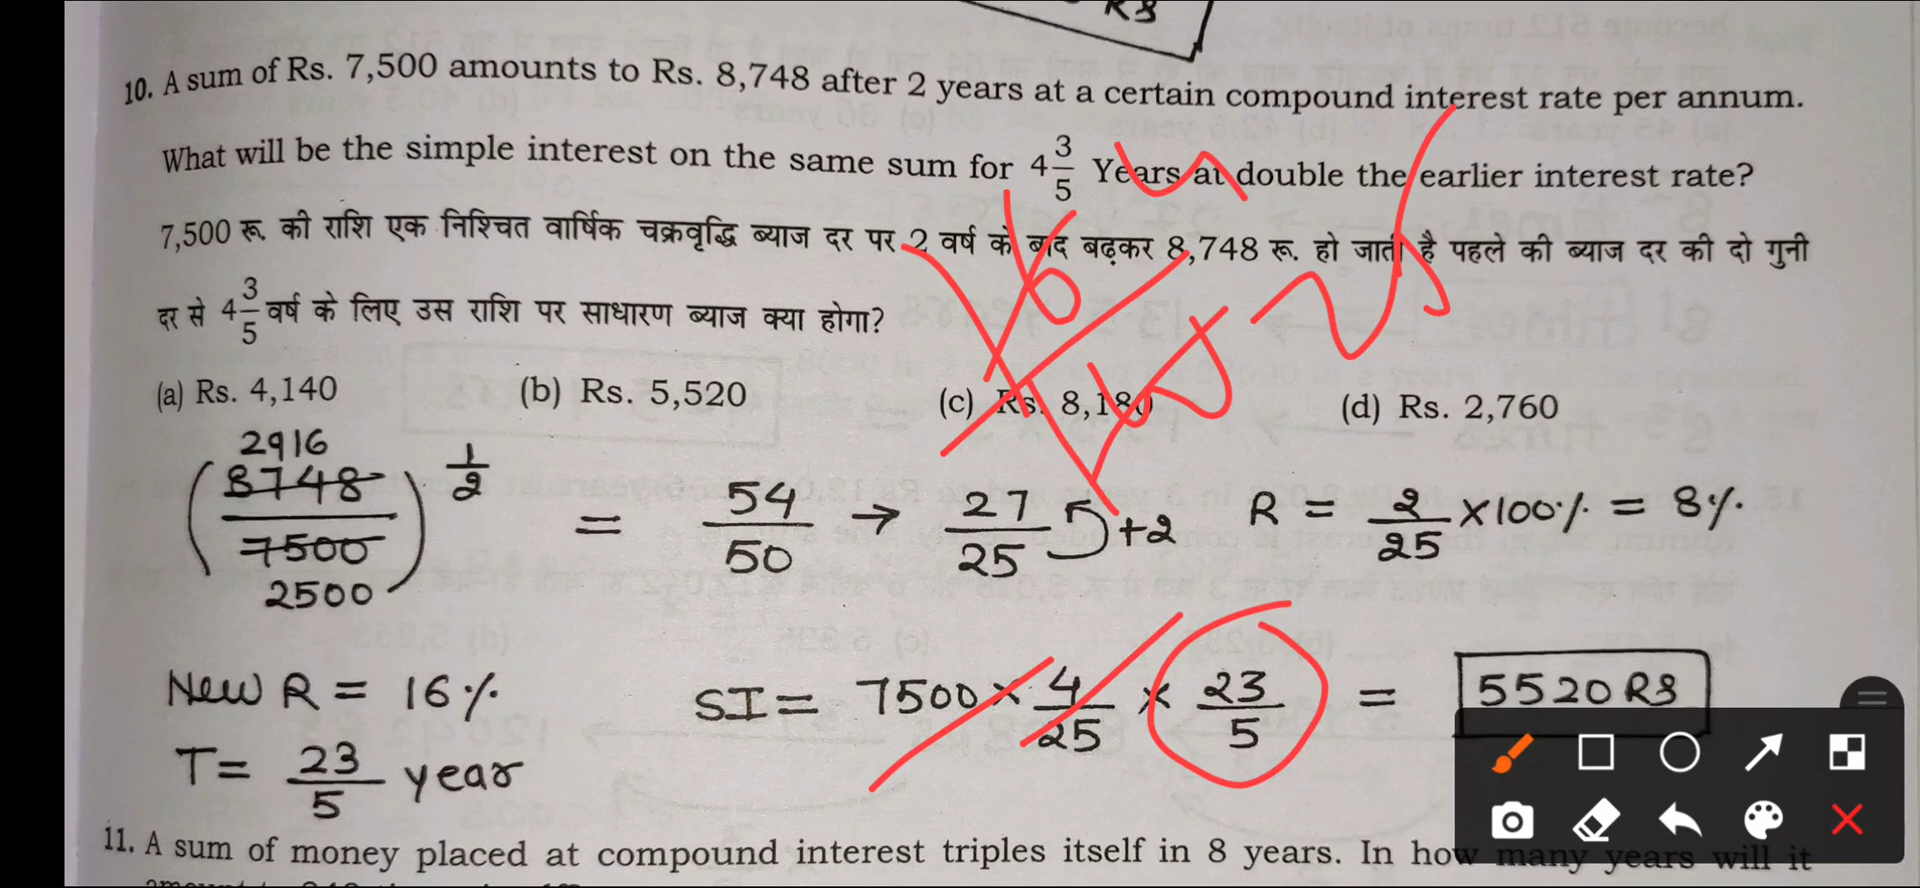 RS
10. A sum of Rs. 7,500 amounts to Rs. 8,748 after 2 years at a certain compound interest rate per annum.
What will be the simple interest on the same sum for 4 3/5 Years at double the earlier interest rate?
7,500 रू. की राशि एक निश्चित वार्षिक चक्रवृद्धि ब्याज दर पर 2 वर्ष के बाद बढ़कर 8,748 रू. हो जाती है पहले की ब्याज दर की दो गुनी
दर से 4 3/5 वर्ष के लिए उस राशि पर साधारण ब्याज क्या होगा?
(a) Rs. 4,140 (b) Rs. 5,520 (c) Rs. 8,180 (d) Rs. 2,760
2916
(8748/7500)^1/2 = 54/50 → 27/25 +2 R = 2/25 ×100% = 8%
2500
New R = 16% SI = 7500 × 4/25 × 23/5 = 5520 RS
T = 23/5 year
11. A sum of money placed at compound interest triples itself in 8 years. In how many years will it